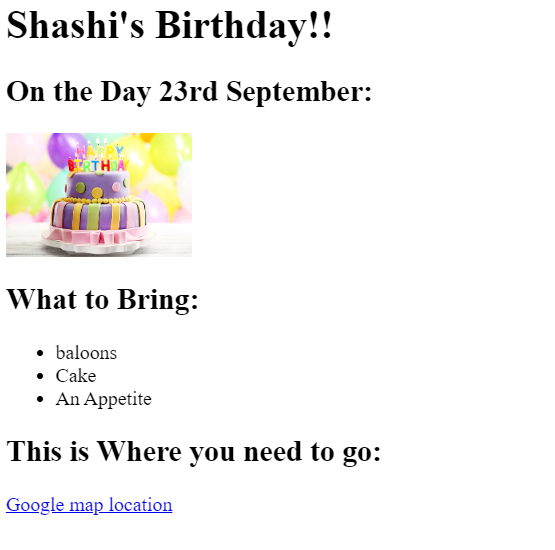 Shashi's Birthday!!
On the Day 23rd September:
HAPPY
BIRTHDAY
What to Bring:
baloons
Cake
An Appetite
This is Where you need to go:
Google map location